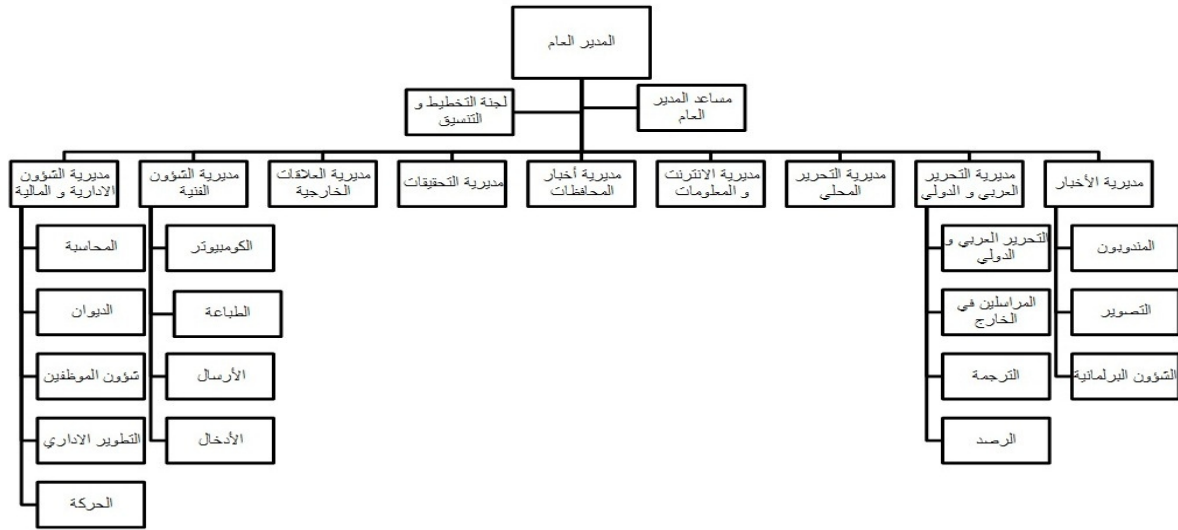 المدير العام
مساعد المدير
العام
لجنة التخطيط و
التنسيق
مديرية الأخبار
مديرية التحرير
العربي و الدولي
مديرية التحرير
المحلي
مديرية الانترنت
و المعلومات
مديرية أخبار
المحافظات
مديرية التحقيقات
مديرية العلاقات
الخارجية
مديرية الشؤون
الفنية
مديرية الشؤون
الادارية و المالية
المندوبون
التصوير
الشؤون البرلمانية
التحرير العربي و
الدولي
المراسلين في
الخارج
الترجمة
الرصد
الكومبيوتر
الطباعة
الأرسال
الأدخال
المحاسبة
الديوان
شؤون الموظفين
التطوير الاداري
الحركة